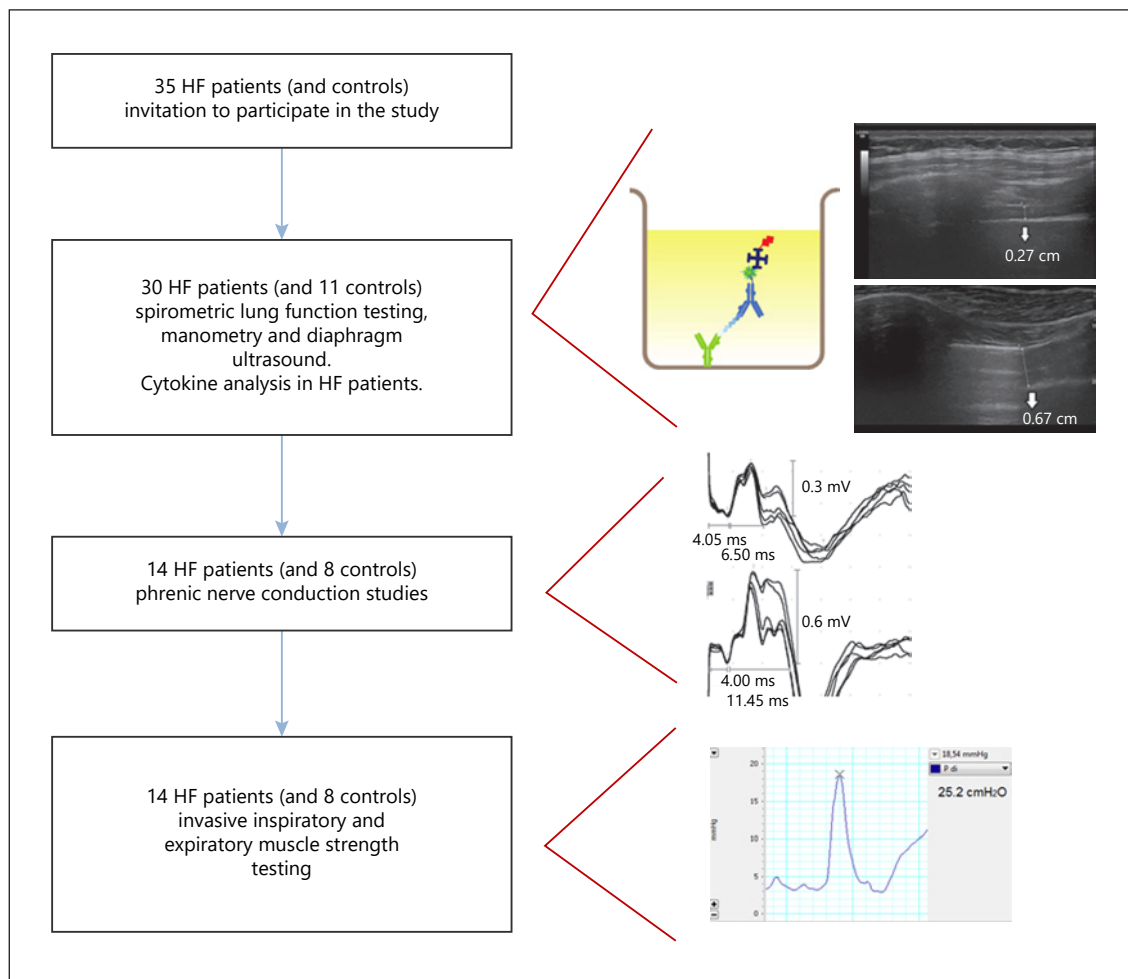 35 HF patients (and controls)
invitation to participate in the study
30 HF patients (and 11 controls)
spirometric lung function testing,
manometry and diaphragm
ultrasound.
Cytokine analysis in HF patients.
0.27 cm
0.67 cm
14 HF patients (and 8 controls)
phrenic nerve conduction studies
0.3 mV
4.05 ms
6.50 ms
0.6 mV
4.00 ms
11.45 ms
14 HF patients (and 8 controls)
invasive inspiratory and
expiratory muscle strength
testing
18,54 mmHg
P di
25.2 cmH2O
mmHg
20
15
10
5
0